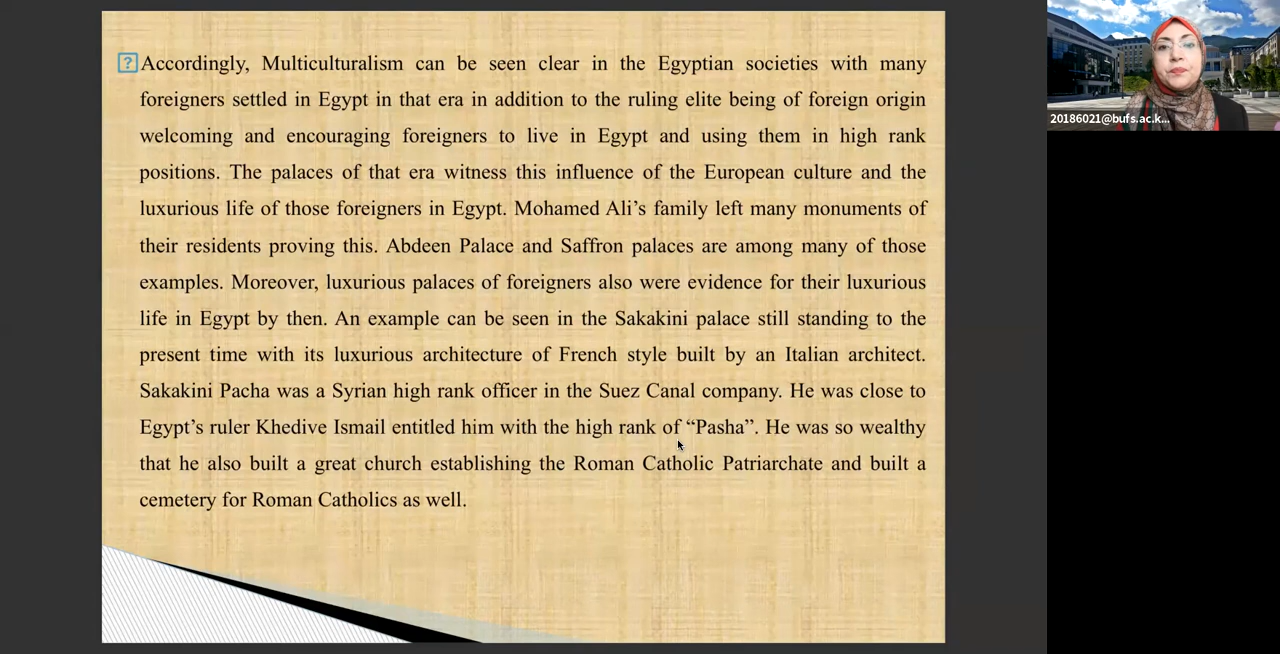 Accordingly, Multiculturalism can be seen clear in the Egyptian societies with many
foreigners settled in Egypt in that era in addition to the ruling elite being of foreign origin
welcoming and encouraging foreigners to live in Egypt and using them in high rank
positions. The palaces of that era witness this influence of the European culture and the
luxurious life of those foreigners in Egypt. Mohamed Ali’s family left many monuments of
their residents proving this. Abdeen Palace and Saffron palaces are among many of those
examples. Moreover, luxurious palaces of foreigners also were evidence for their luxurious
life in Egypt by then. An example can be seen in the Sakakini palace still standing to the
present time with its luxurious architecture of French style built by an Italian architect.
Sakakini Pacha was a Syrian high rank officer in the Suez Canal company. He was close to
Egypt’s ruler Khedive Ismail entitled him with the high rank of “Pasha”. He was so wealthy
that he also built a great church establishing the Roman Catholic Patriarchate and built a
cemetery for Roman Catholics as well.
20186021@bufs.ac.k...